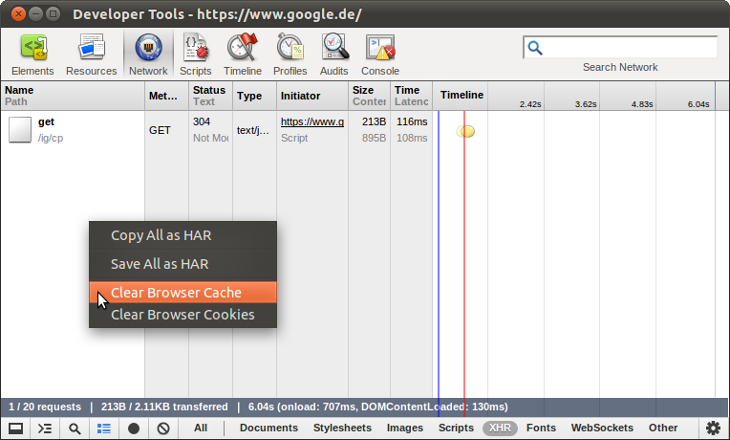 Developer Tools - https://www.google.de/
Elements Resources Network Scripts Timeline Profiles Audits Console
Search Network
Name Path
Met… Status Text Type Initiator Size Conter Time Latenc Timeline 2.42s 3.62s 4.83s 6.04s
get GET 304 text/j… https://www.g 213B 116ms
/ig/cp Not Mod Script 895B 108ms
Copy All as HAR
Save All as HAR
Clear Browser Cache
Clear Browser Cookies
1 / 20 requests | 213B / 2.11KB transferred | 6.04s (onload: 707ms, DOMContentLoaded: 130ms)
All Documents Stylesheets Images Scripts XHR Fonts WebSockets Other